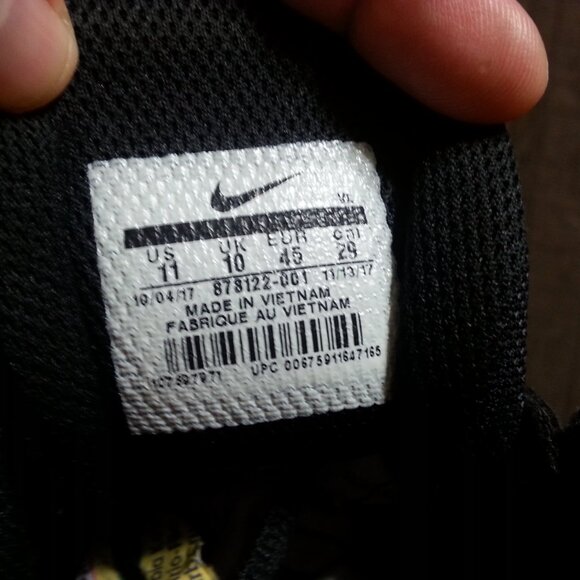 VL
US UK EUR cm
11 10 45 29
10/04/17 878122-001 11/13/17
MADE IN VIETNAM
FABRIQUE AU VIETNAM
UPC 00675911647165